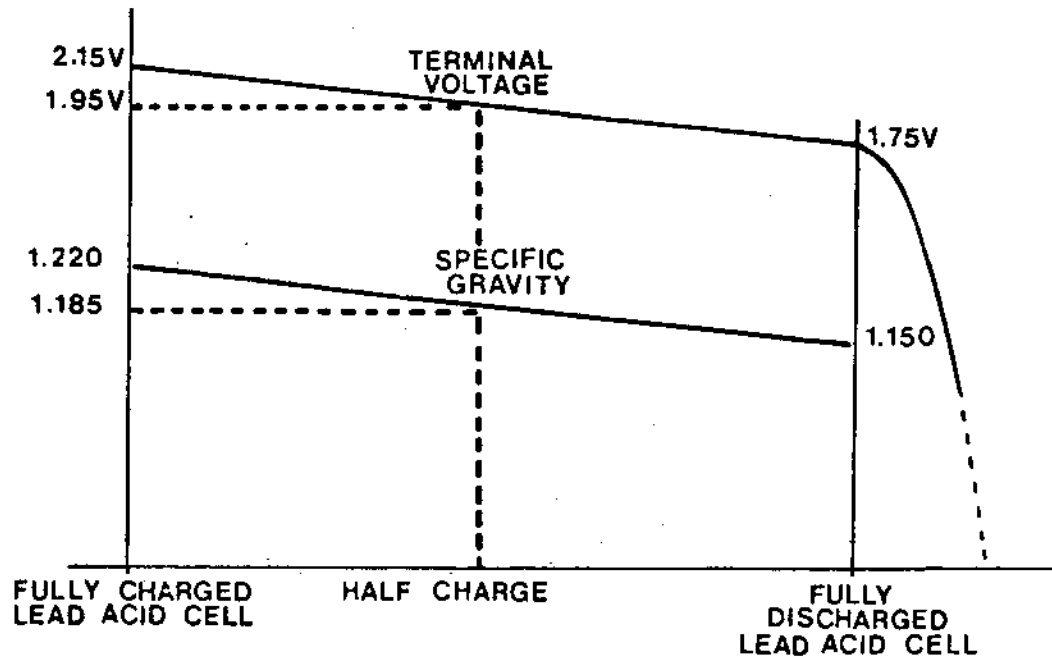 2.15V
TERMINAL
VOLTAGE
1.95V
1.75V
1.220
SPECIFIC
GRAVITY
1.185
1.150
FULLY CHARGED
LEAD ACID CELL
HALF CHARGE
FULLY
DISCHARGED
LEAD ACID CELL